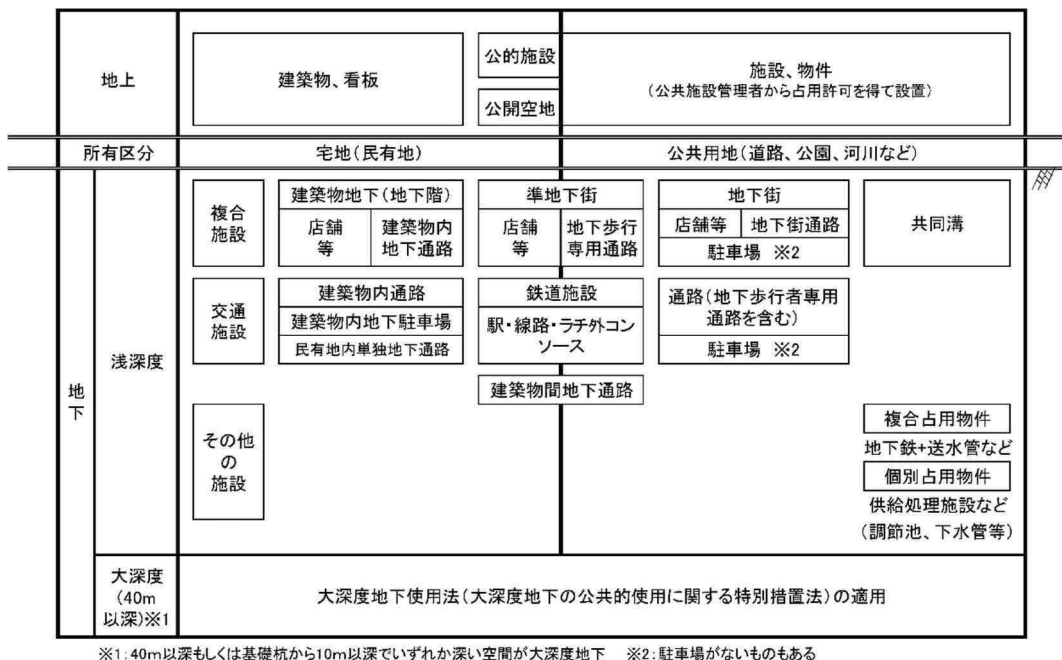 地上
建築物、看板
公的施設
公開空地
施設、物件
(公共施設管理者から占用許可を得て設置)
所有区分
宅地(民有地)
公共用地(道路、公園、河川など)
地下
浅深度
複合
施設
建築物地下(地下階)
店舗
等
建築物内
地下通路
準地下街
店舗
等
地下歩行
専用通路
地下街
店舗等
地下街通路
駐車場 ※2
共同溝
交通
施設
建築物内通路
建築物内地下駐車場
民有地内単独地下通路
鉄道施設
駅・線路・ラチ外コン
ソース
通路(地下歩行者専用
通路を含む)
駐車場 ※2
建築物間地下通路
その他
の
施設
複合占用物件
地下鉄+送水管など
個別占用物件
供給処理施設など
(調節池、下水管等)
大深度
(40m
以深)※1
大深度地下使用法(大深度地下の公共的使用に関する特別措置法)の適用
※1:40m以深もしくは基礎杭から10m以深でいずれか深い空間が大深度地下 ※2:駐車場がないものもある